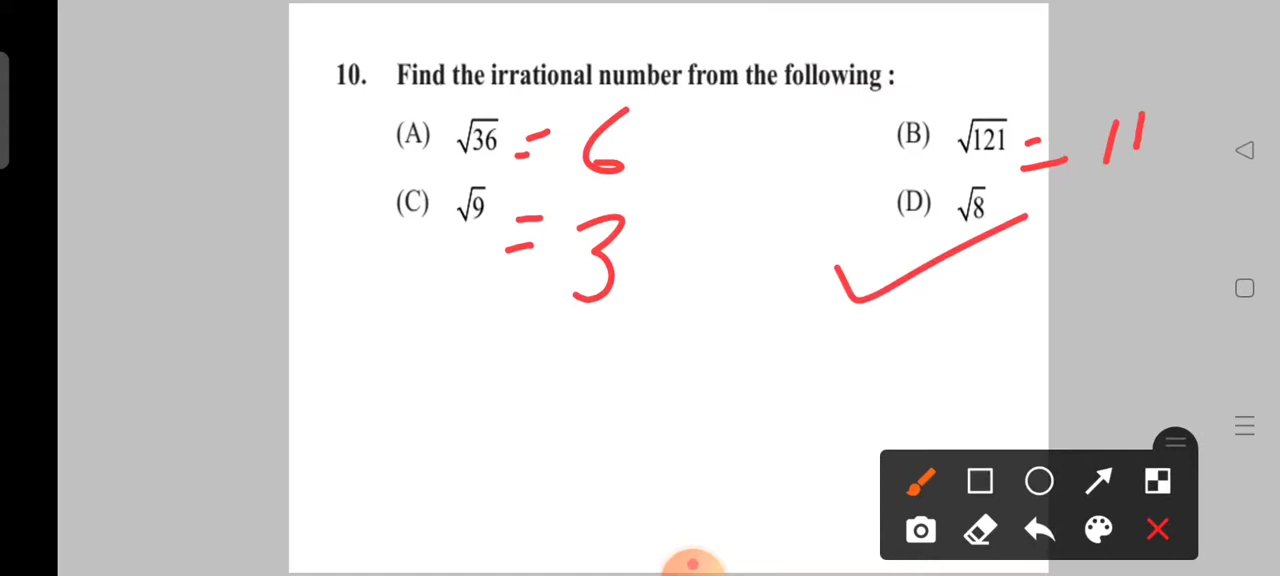 10. Find the irrational number from the following :
(A) √36 = 6
(B) √121 = 11
(C) √9 = 3
(D) √8